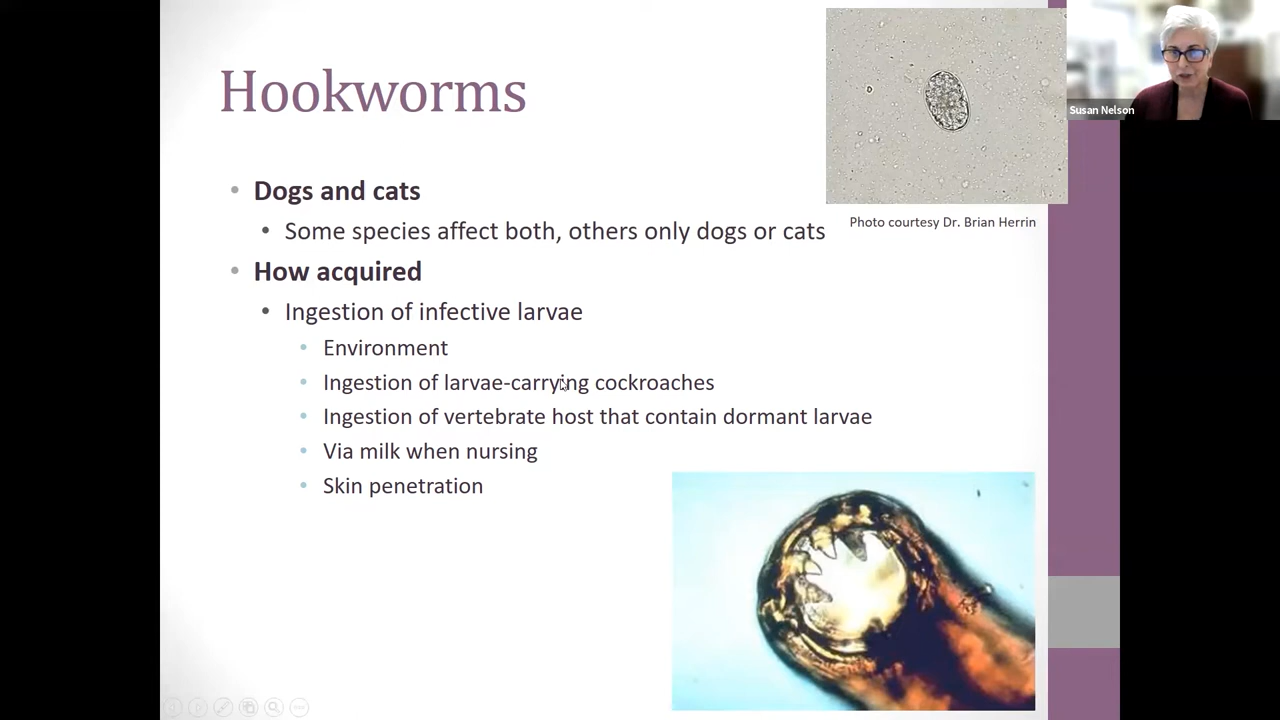 Hookworms
Susan Nelson
Dogs and cats
Some species affect both, others only dogs or cats
Photo courtesy Dr. Brian Herrin
How acquired
Ingestion of infective larvae
Environment
Ingestion of larvae-carrying cockroaches
Ingestion of vertebrate host that contain dormant larvae
Via milk when nursing
Skin penetration